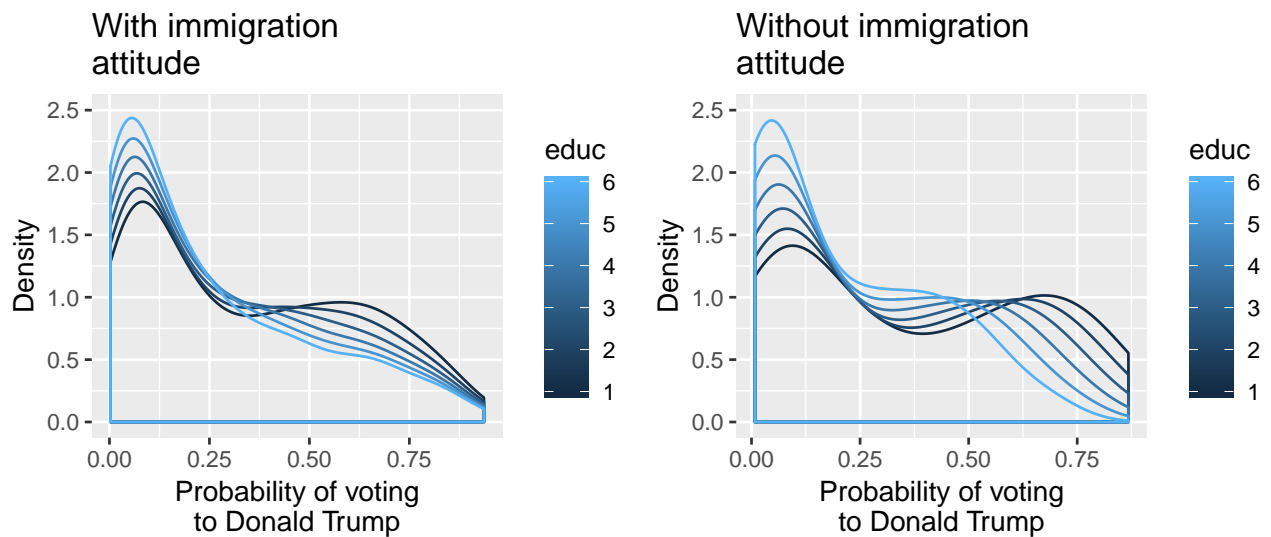 With immigration
attitude
2.5
2.0
1.5
1.0
0.5
0.0
Density
0.00 0.25 0.50 0.75
Probability of voting
to Donald Trump
educ
6
5
4
3
2
1
Without immigration
attitude
2.5
2.0
1.5
1.0
0.5
0.0
Density
0.00 0.25 0.50 0.75
Probability of voting
to Donald Trump
educ
6
5
4
3
2
1